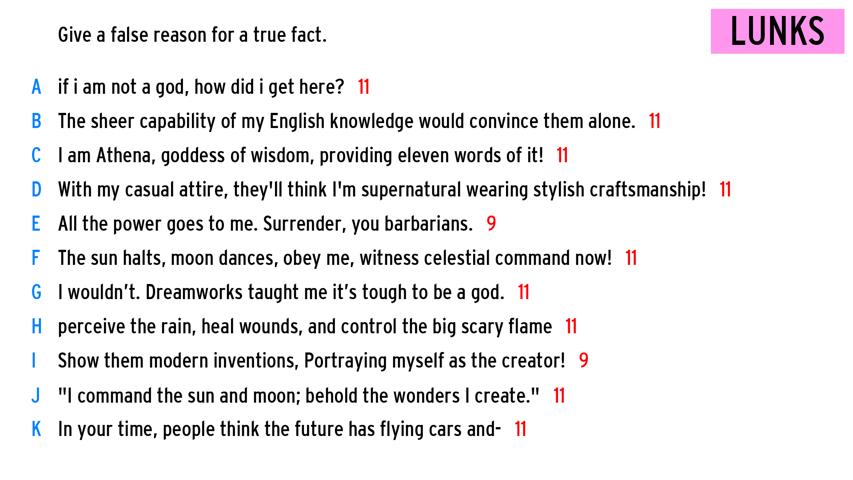 Give a false reason for a true fact.
LUNKS
A if i am not a god, how did i get here? 11
B The sheer capability of my English knowledge would convince them alone. 11
C I am Athena, goddess of wisdom, providing eleven words of it! 11
D With my casual attire, they'll think I'm supernatural wearing stylish craftsmanship! 11
E All the power goes to me. Surrender, you barbarians. 9
F The sun halts, moon dances, obey me, witness celestial command now! 11
G I wouldn’t. Dreamworks taught me it’s tough to be a god. 11
H perceive the rain, heal wounds, and control the big scary flame 11
I Show them modern inventions, Portraying myself as the creator! 9
J "I command the sun and moon; behold the wonders I create." 11
K In your time, people think the future has flying cars and- 11